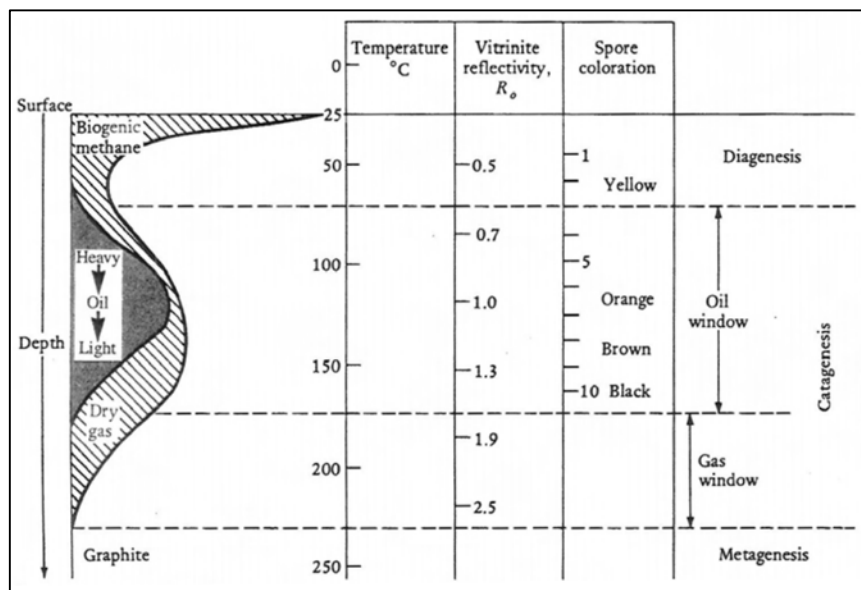 Temperature
°C
Vitrinite
reflectivity,
Rₒ
Spore
coloration
0
Surface
25
Biogenic
methane
50
0.5
1
Yellow
Diagenesis
0.7
Heavy
Oil
Light
Depth
100
5
1.0
Orange
Oil
window
150
Brown
1.3
10 Black
Catagenesis
Dry
gas
1.9
200
Gas
window
2.5
Graphite
250
Metagenesis